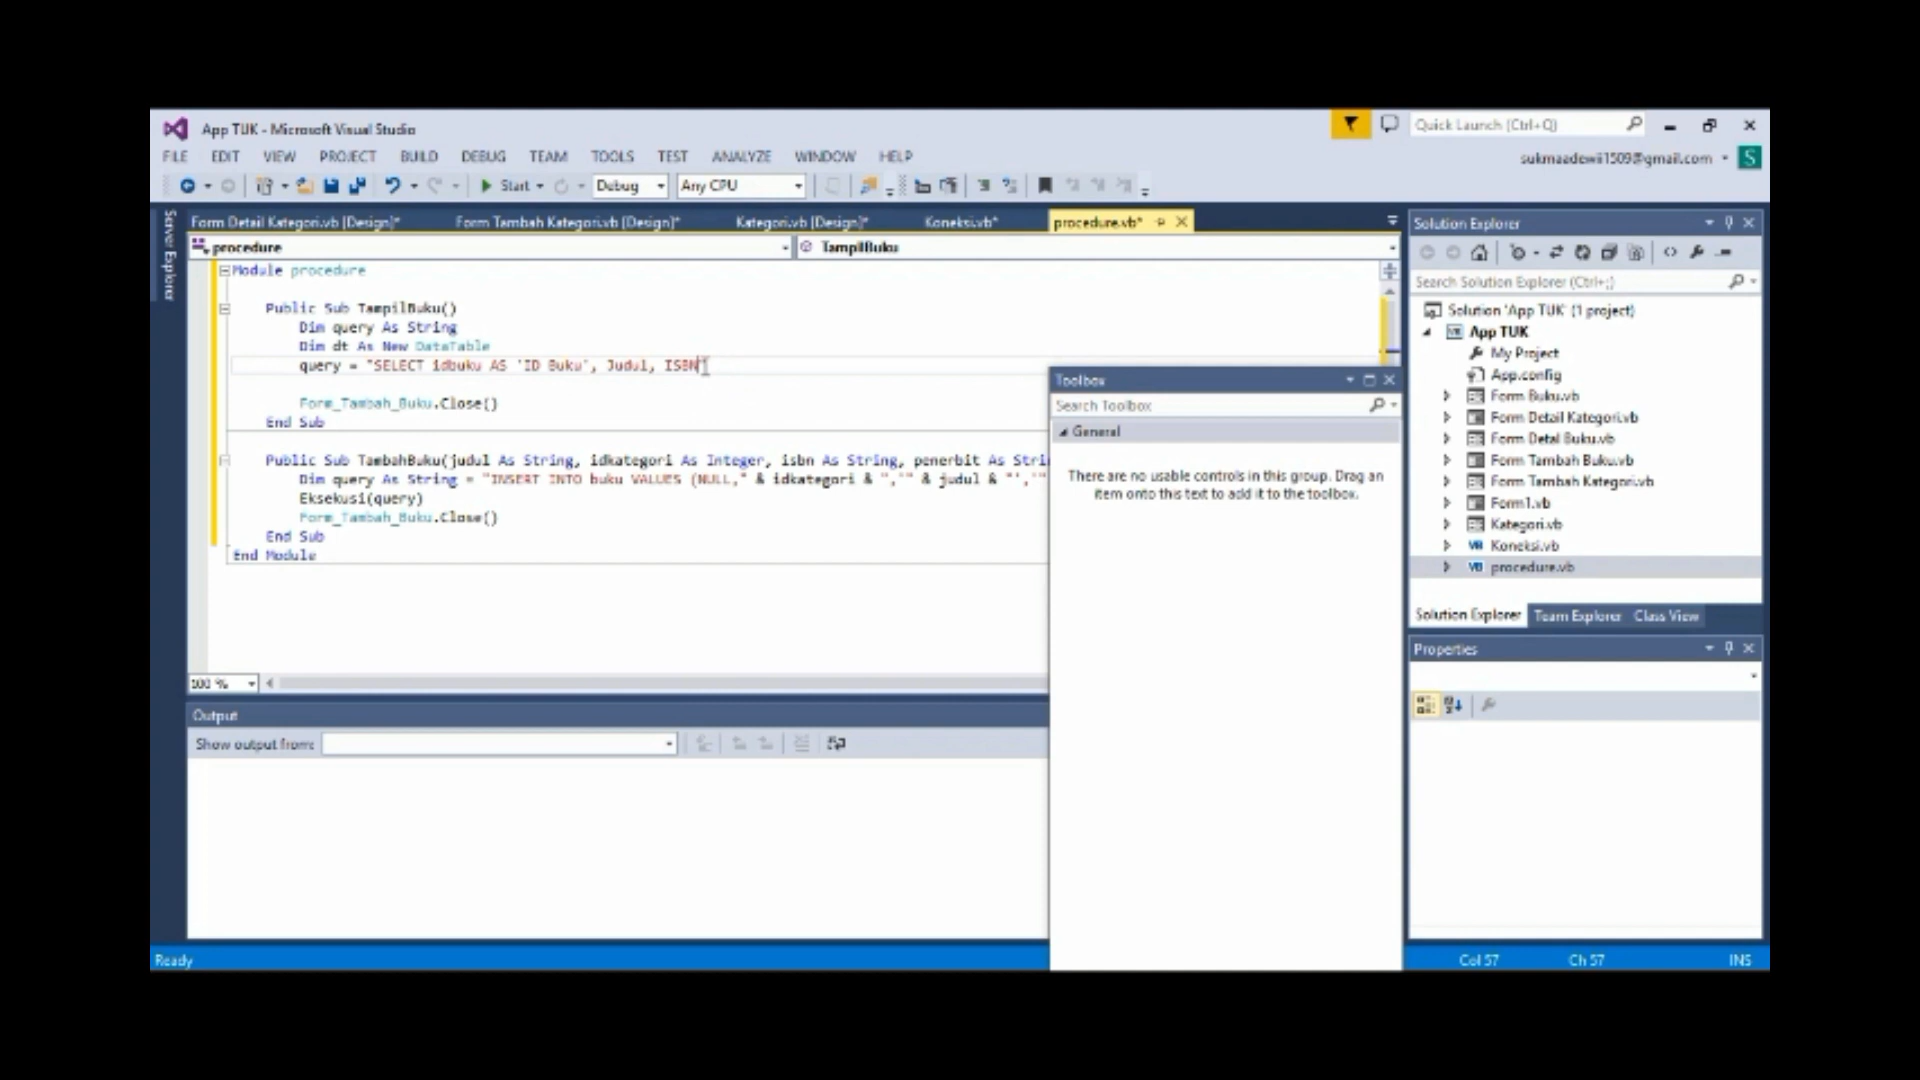 App TUK - Microsoft Visual Studio
Quick Launch (Ctrl+Q)
FILE EDIT VIEW PROJECT BUILD DEBUG TEAM TOOLS TEST ANALYZE WINDOW HELP
sukmaadewii1509@gmail.com S
Start Debug Any CPU
Server Explorer
Form Detail Kategori.vb [Design]* Form Tambah Kategori.vb [Design]* Kategori.vb [Design]* Koneksi.vb* procedure.vb*
procedure TampilBuku
Module procedure
Public Sub TampilBuku()
Dim query As String
Dim dt As New DataTable
query = "SELECT idbuku AS 'ID Buku', Judul, ISBN"
Form_Tambah_Buku.Close()
End Sub
Public Sub TambahBuku(judul As String, idkategori As Integer, isbn As String, penerbit As Stri
Dim query As String = "INSERT INTO buku VALUES (NULL," & idkategori & ",'" & judul & "','"
Eksekusi(query)
Form_Tambah_Buku.Close()
End Sub
End Module
100 %
Output
Show output from:
Toolbox
Search Toolbox
General
There are no usable controls in this group. Drag an
item onto this text to add it to the toolbox.
Solution Explorer
Search Solution Explorer (Ctrl+;)
Solution 'App TUK' (1 project)
App TUK
My Project
App.config
Form Buku.vb
Form Detail Kategori.vb
Form Detal Buku.vb
Form Tambah Buku.vb
Form Tambah Kategori.vb
Form1.vb
Kategori.vb
VB Koneksi.vb
VB procedure.vb
Solution Explorer Team Explorer Class View
Properties
Ready
Col 57 Ch 57 INS